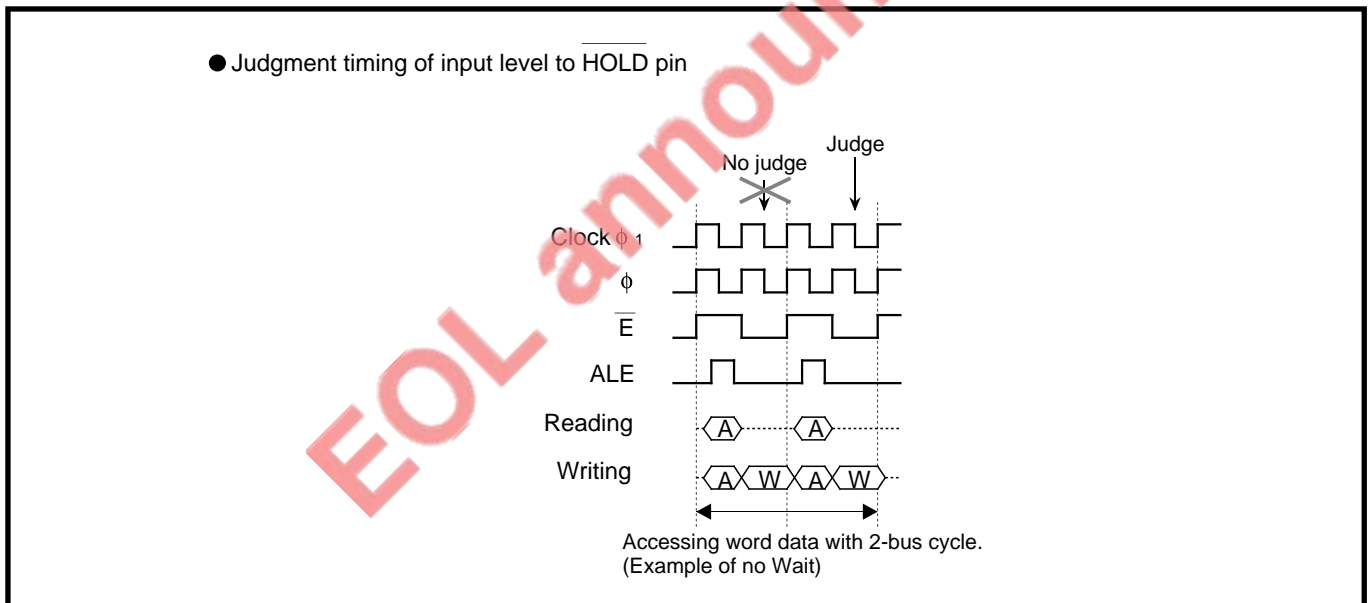 ● Judgment timing of input level to H̅O̅L̅D̅ pin
Judge
No judge
Clock ϕ 1
ϕ
E̅
ALE
Reading
A A
Writing
A W A W
Accessing word data with 2-bus cycle.
(Example of no Wait)
EOL announ